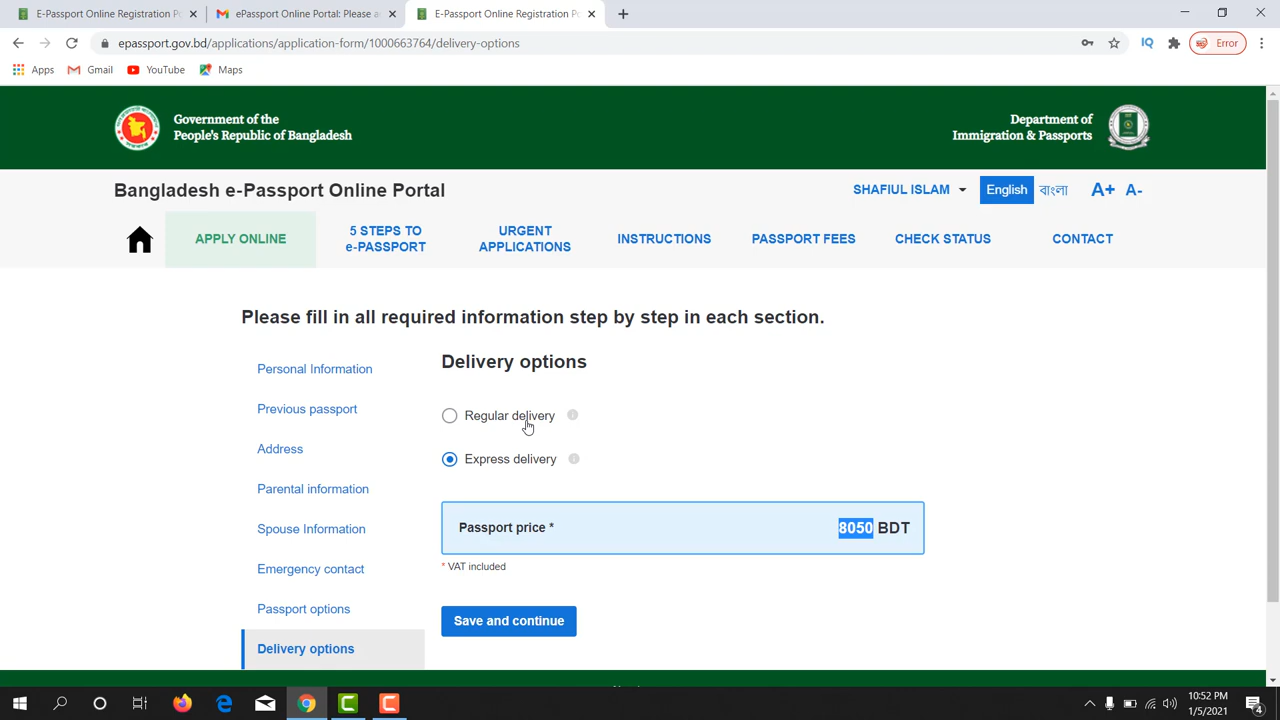 E-Passport Online Registration Po
ePassport Online Portal: Please a
E-Passport Online Registration Po
epassport.gov.bd/applications/application-form/1000663764/delivery-options
IQ
Error
Apps
Gmail
YouTube
Maps
Government of the
People's Republic of Bangladesh
Department of
Immigration & Passports
Bangladesh e-Passport Online Portal
SHAFIUL ISLAM
English
বাংলা
A+
A-
APPLY ONLINE
5 STEPS TO
e-PASSPORT
URGENT
APPLICATIONS
INSTRUCTIONS
PASSPORT FEES
CHECK STATUS
CONTACT
Please fill in all required information step by step in each section.
Personal Information
Previous passport
Address
Parental information
Spouse Information
Emergency contact
Passport options
Delivery options
Delivery options
Regular delivery
Express delivery
Passport price *
8050 BDT
* VAT included
Save and continue
10:52 PM
1/5/2021
4